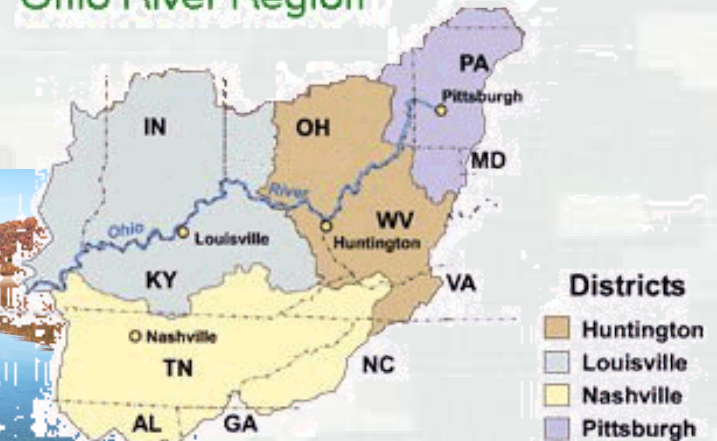 Ohio River Region
PA
Pittsburgh
IN
OH
MD
River
Ohio
WV
Louisville
Huntington
KY
VA
Nashville
TN
NC
AL
GA
Districts
Huntington
Louisville
Nashville
Pittsburgh